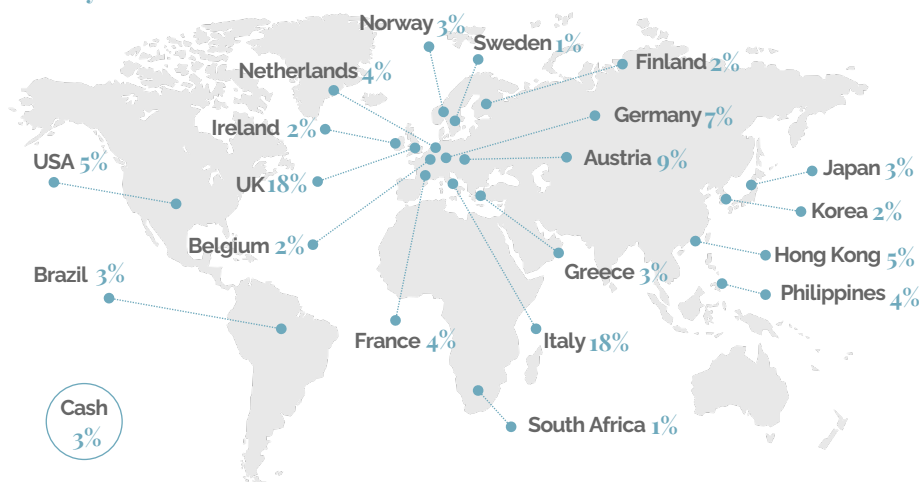 Norway 3%
Sweden 1%
Finland 2%
Netherlands 4%
Germany 7%
Ireland 2%
Austria 9%
USA 5%
UK 18%
Japan 3%
Korea 2%
Belgium 2%
Hong Kong 5%
Greece 3%
Brazil 3%
Philippines 4%
France 4%
Italy 18%
Cash
3%
South Africa 1%